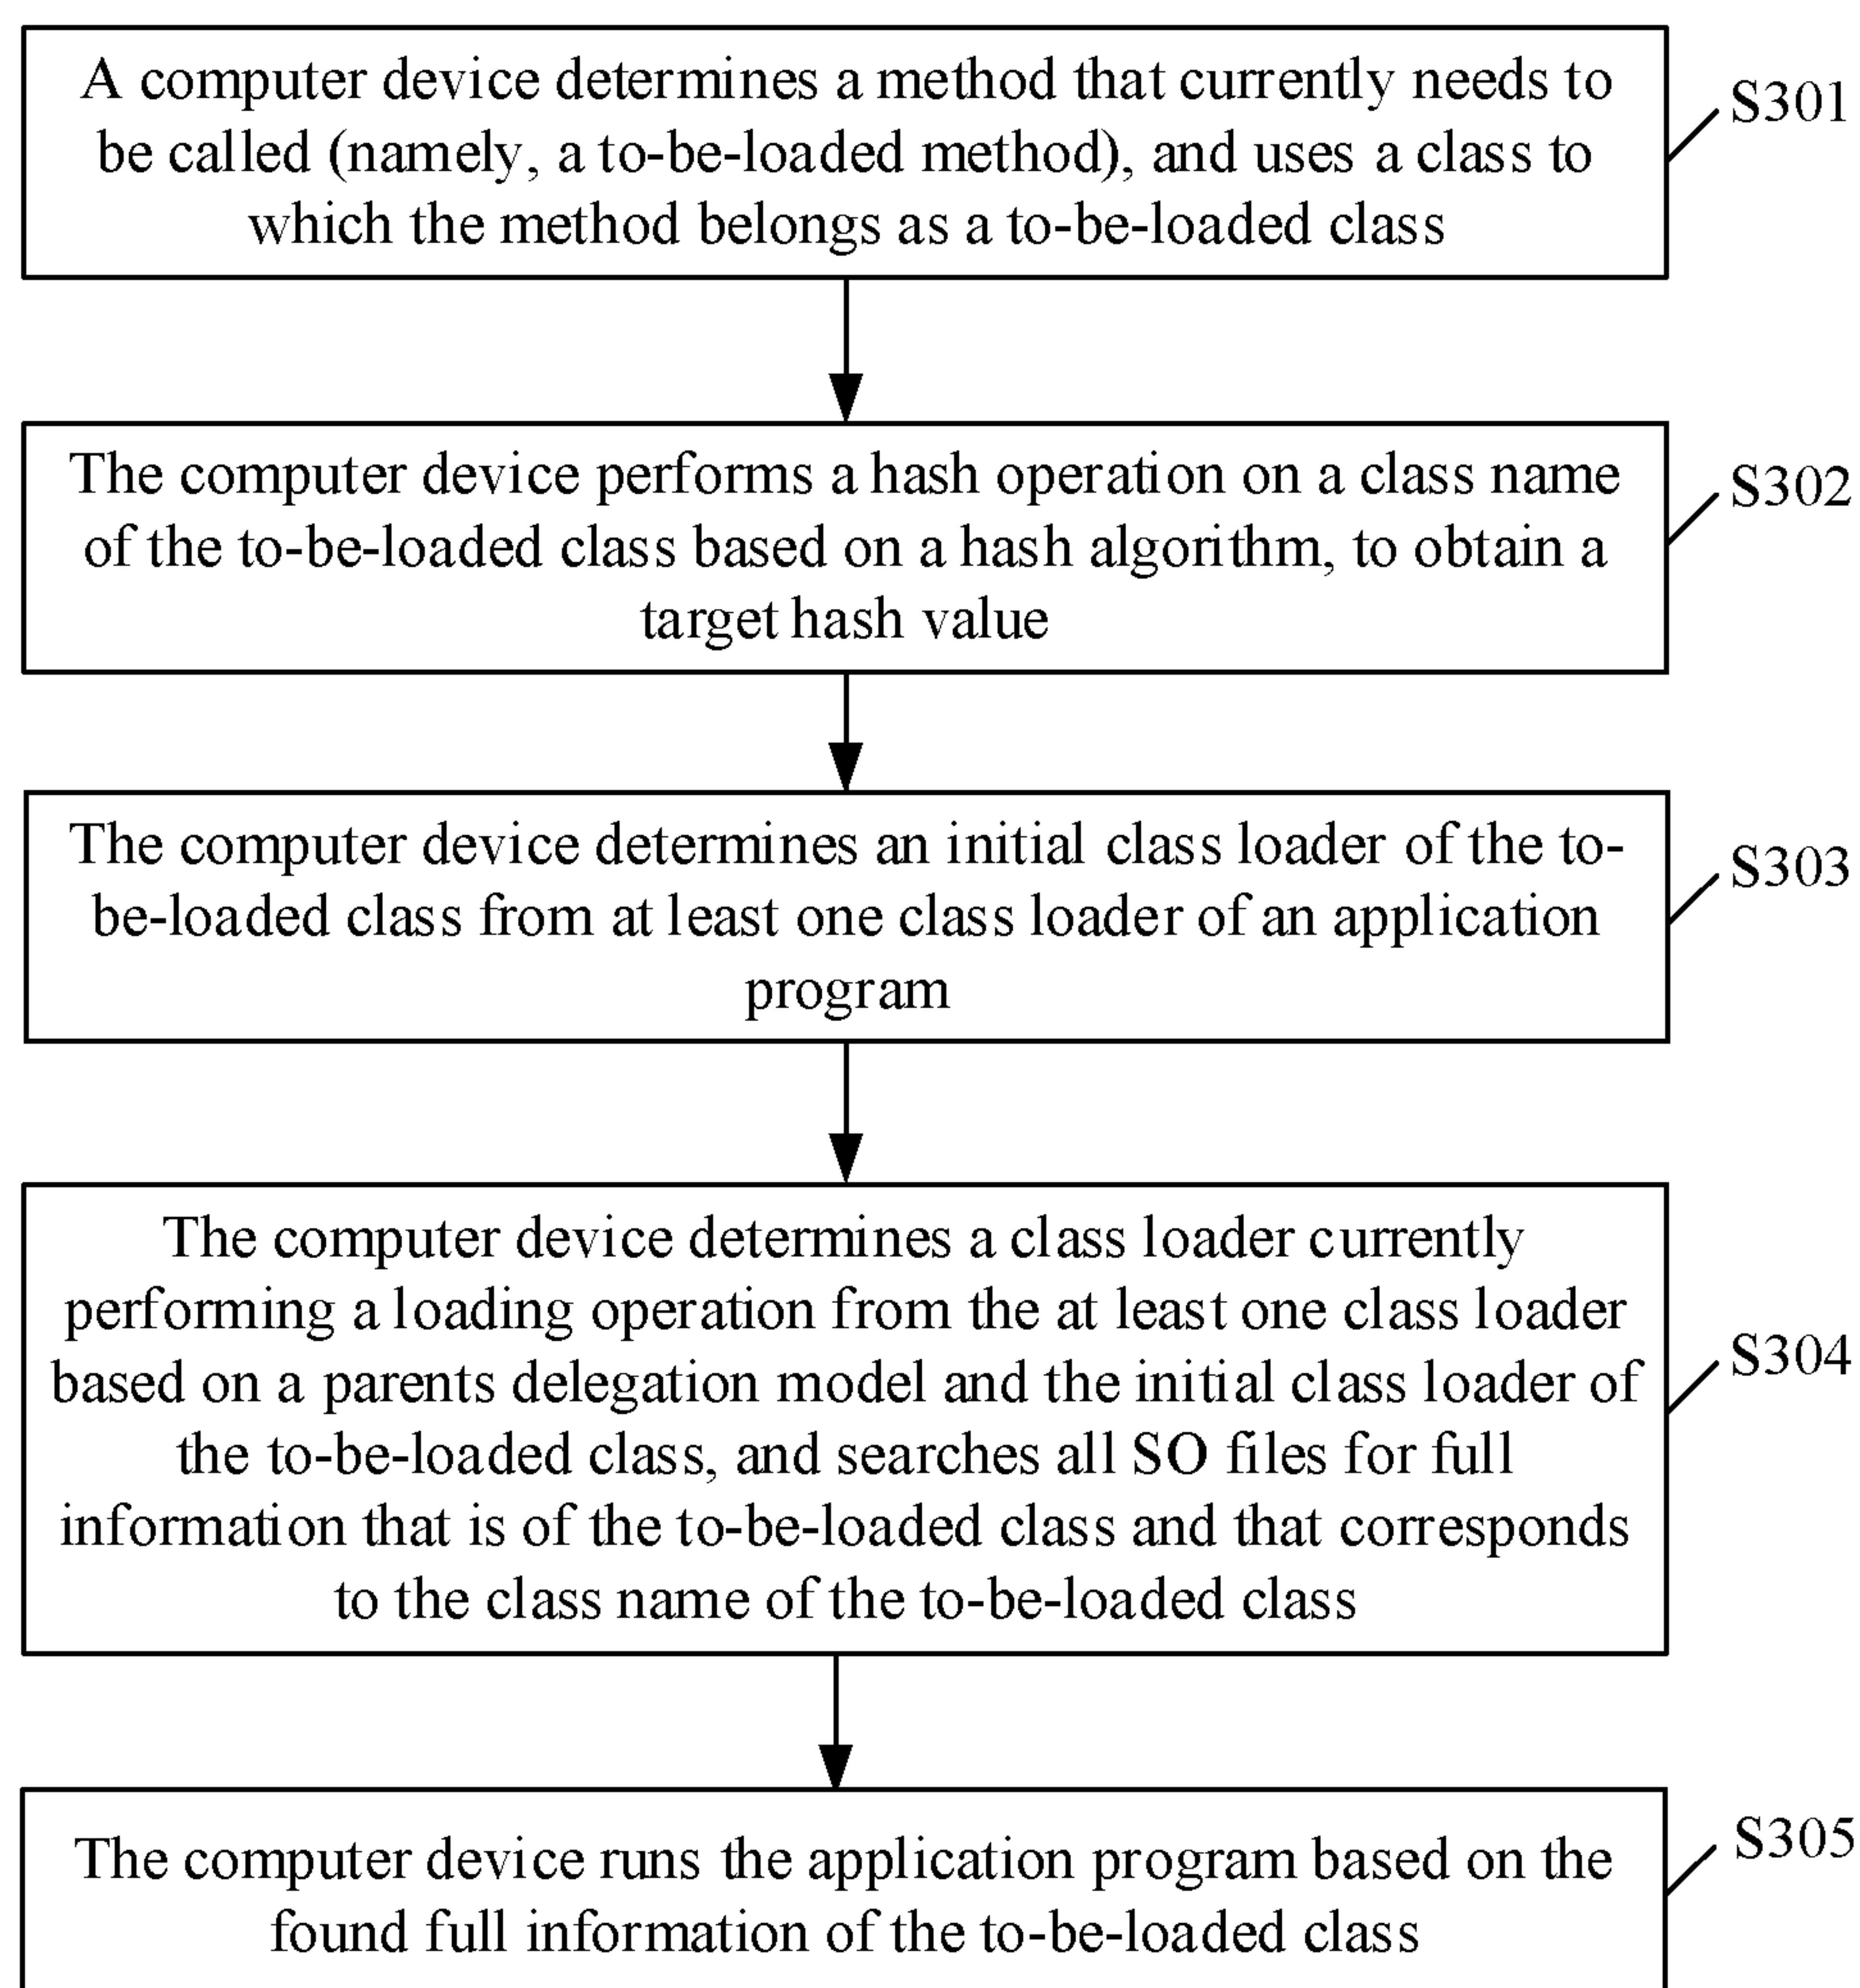 A computer device determines a method that currently needs to
be called (namely, a to-be-loaded method), and uses a class to
which the method belongs as a to-be-loaded class
S301
The computer device performs a hash operation on a class name
of the to-be-loaded class based on a hash algorithm, to obtain a
target hash value
S302
The computer device determines an initial class loader of the to-
be-loaded class from at least one class loader of an application
program
S303
The computer device determines a class loader currently
performing a loading operation from the at least one class loader
based on a parents delegation model and the initial class loader of
the to-be-loaded class, and searches all SO files for full
information that is of the to-be-loaded class and that corresponds
to the class name of the to-be-loaded class
S304
The computer device runs the application program based on the
found full information of the to-be-loaded class
S305